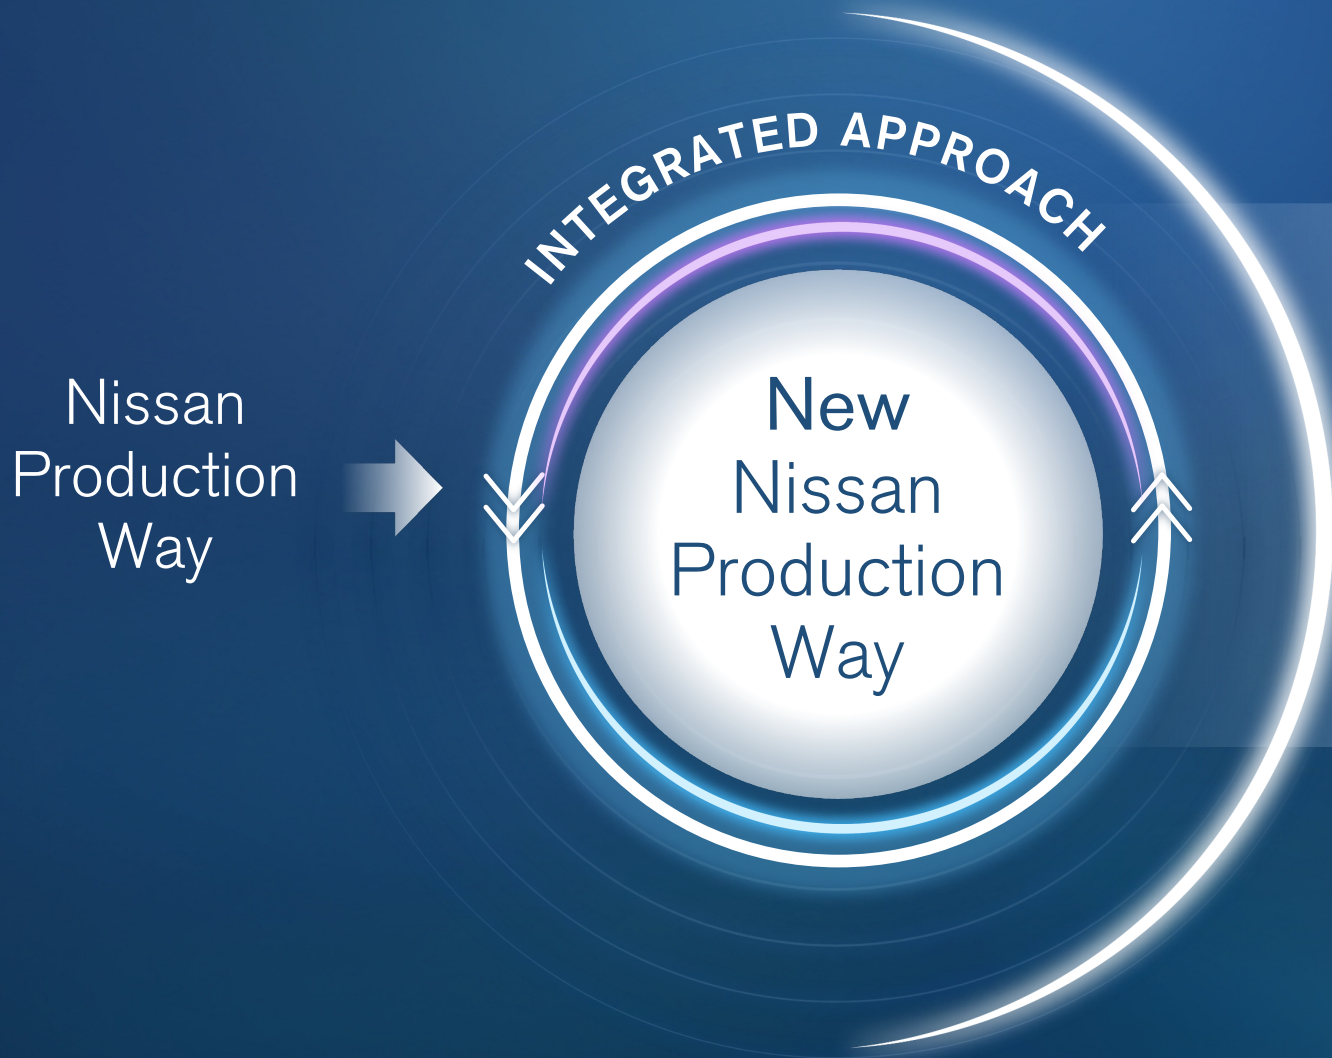 INTEGRATED APPROACH
Nissan
Production
Way
New
Nissan
Production
Way